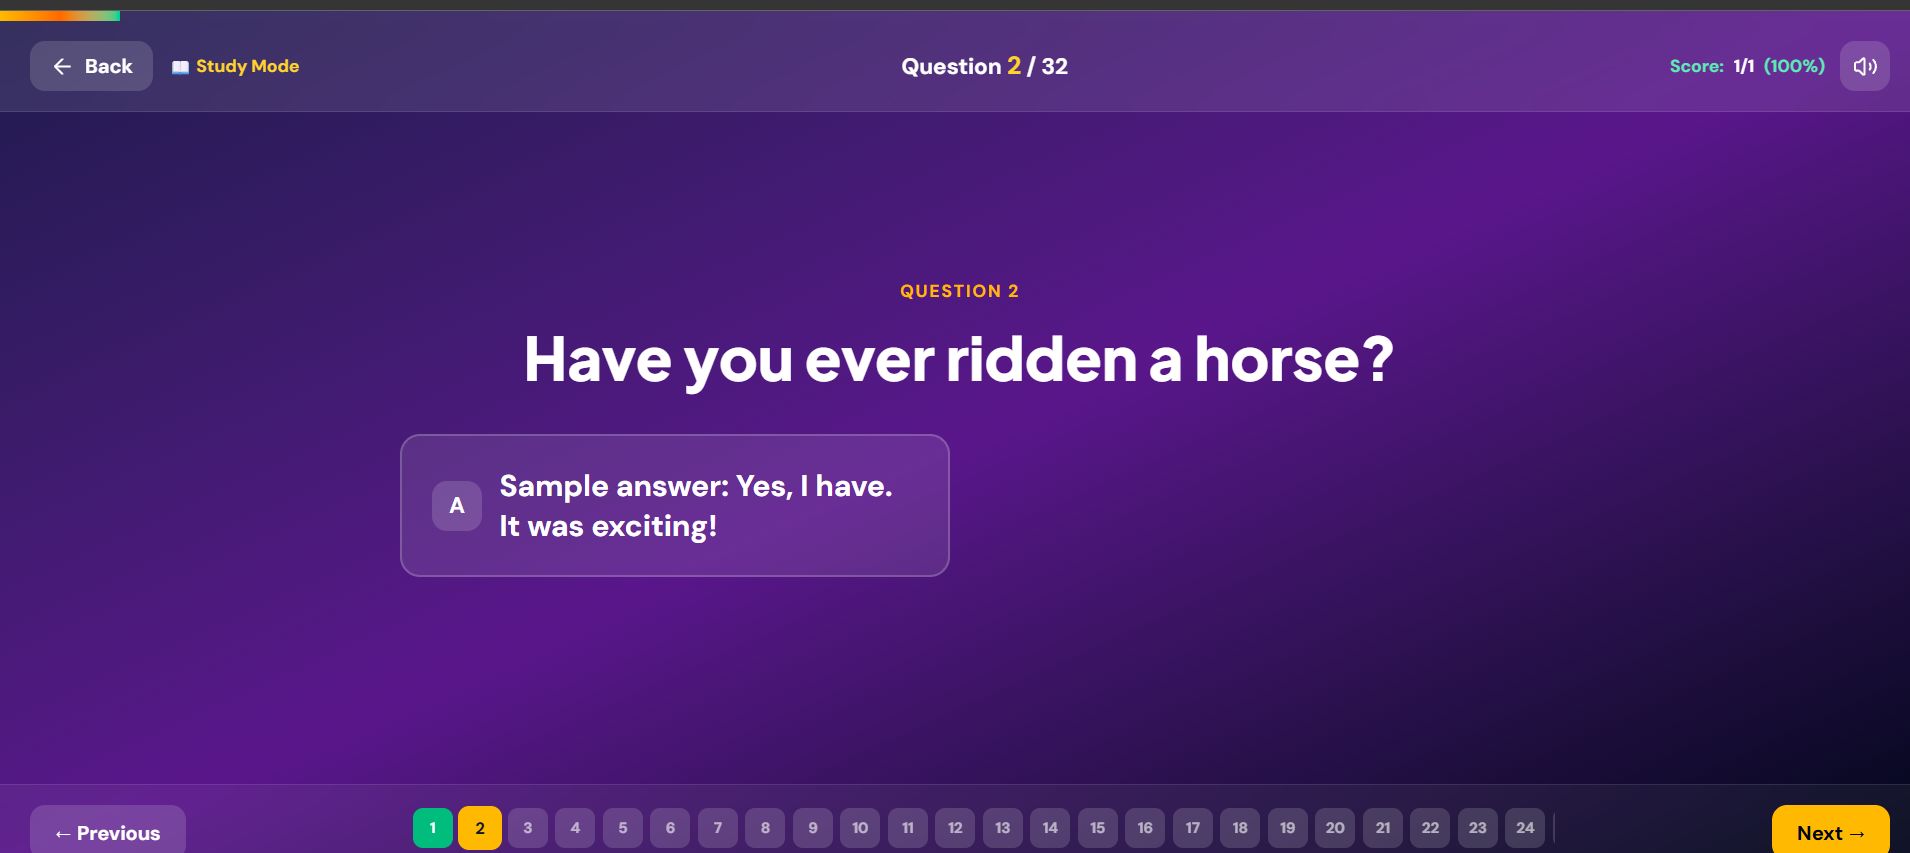 ← Back
📖 Study Mode
Question 2 / 32
Score: 1/1 (100%)
QUESTION 2
Have you ever ridden a horse?
A
Sample answer: Yes, I have.
It was exciting!
← Previous
1 2 3 4 5 6 7 8 9 10 11 12 13 14 15 16 17 18 19 20 21 22 23 24
Next →